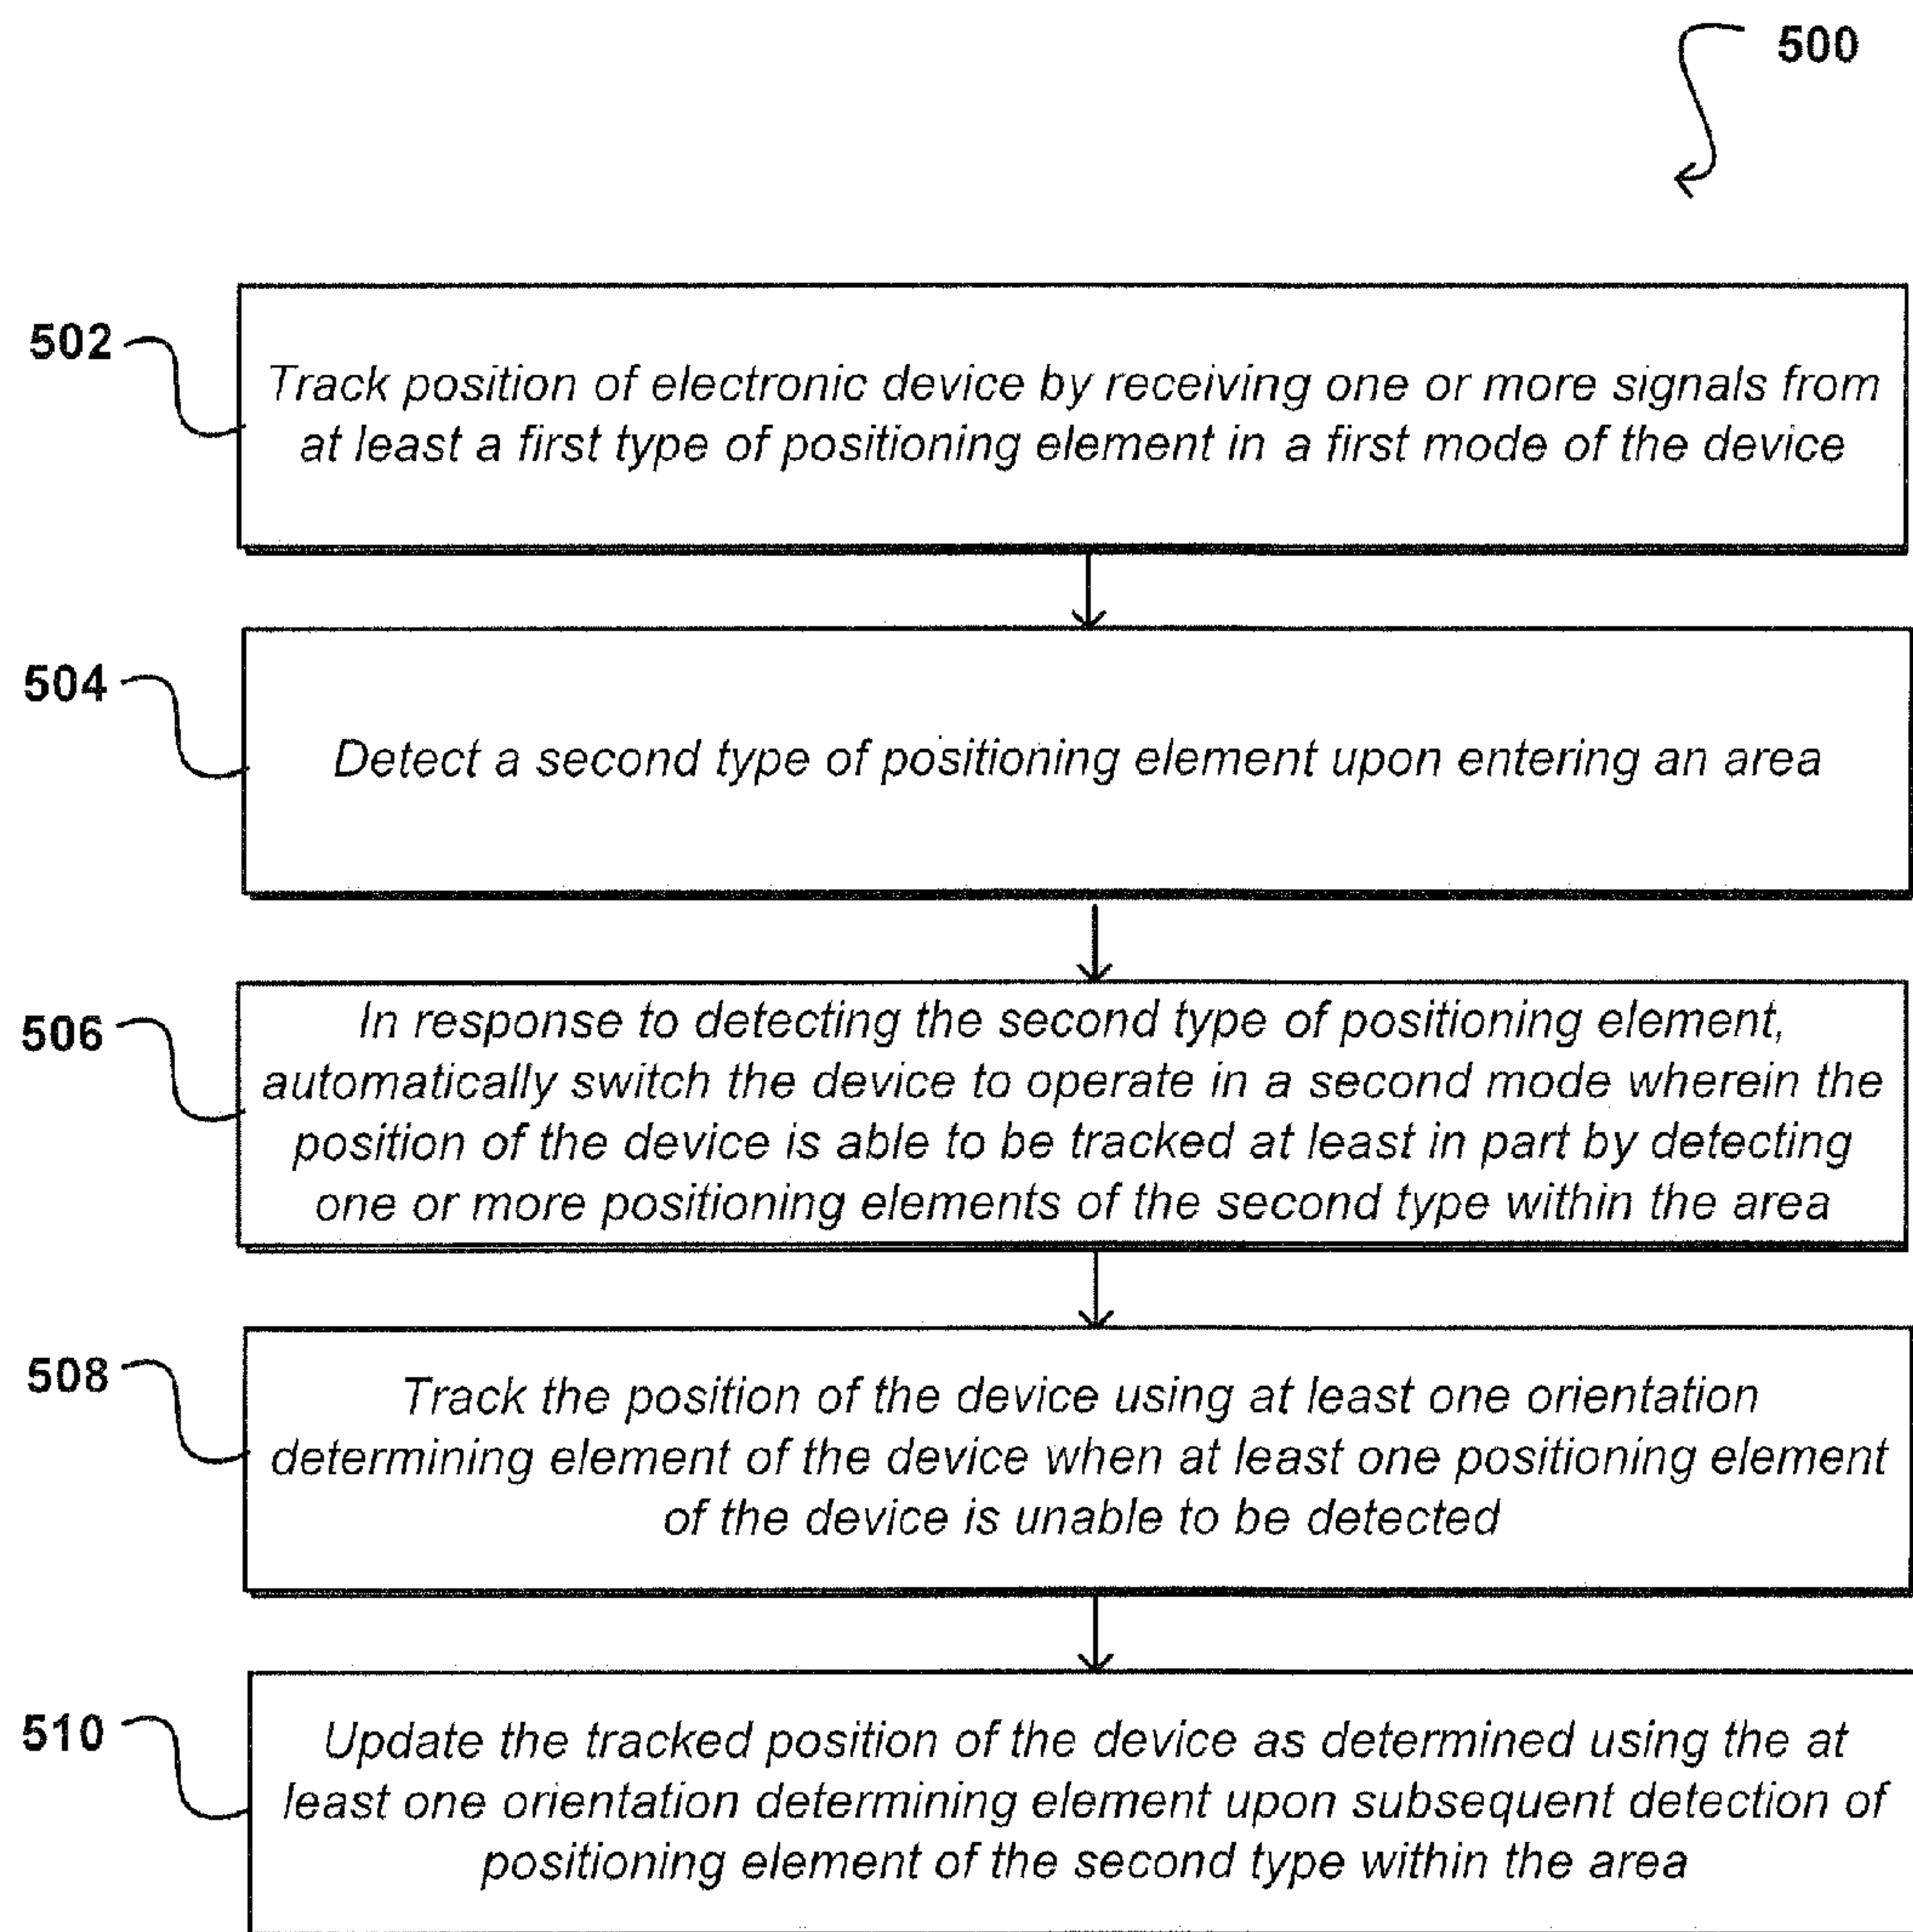 500
502
Track position of electronic device by receiving one or more signals from
at least a first type of positioning element in a first mode of the device
504
Detect a second type of positioning element upon entering an area
506
In response to detecting the second type of positioning element,
automatically switch the device to operate in a second mode wherein the
position of the device is able to be tracked at least in part by detecting
one or more positioning elements of the second type within the area
508
Track the position of the device using at least one orientation
determining element of the device when at least one positioning element
of the device is unable to be detected
510
Update the tracked position of the device as determined using the at
least one orientation determining element upon subsequent detection of
positioning element of the second type within the area